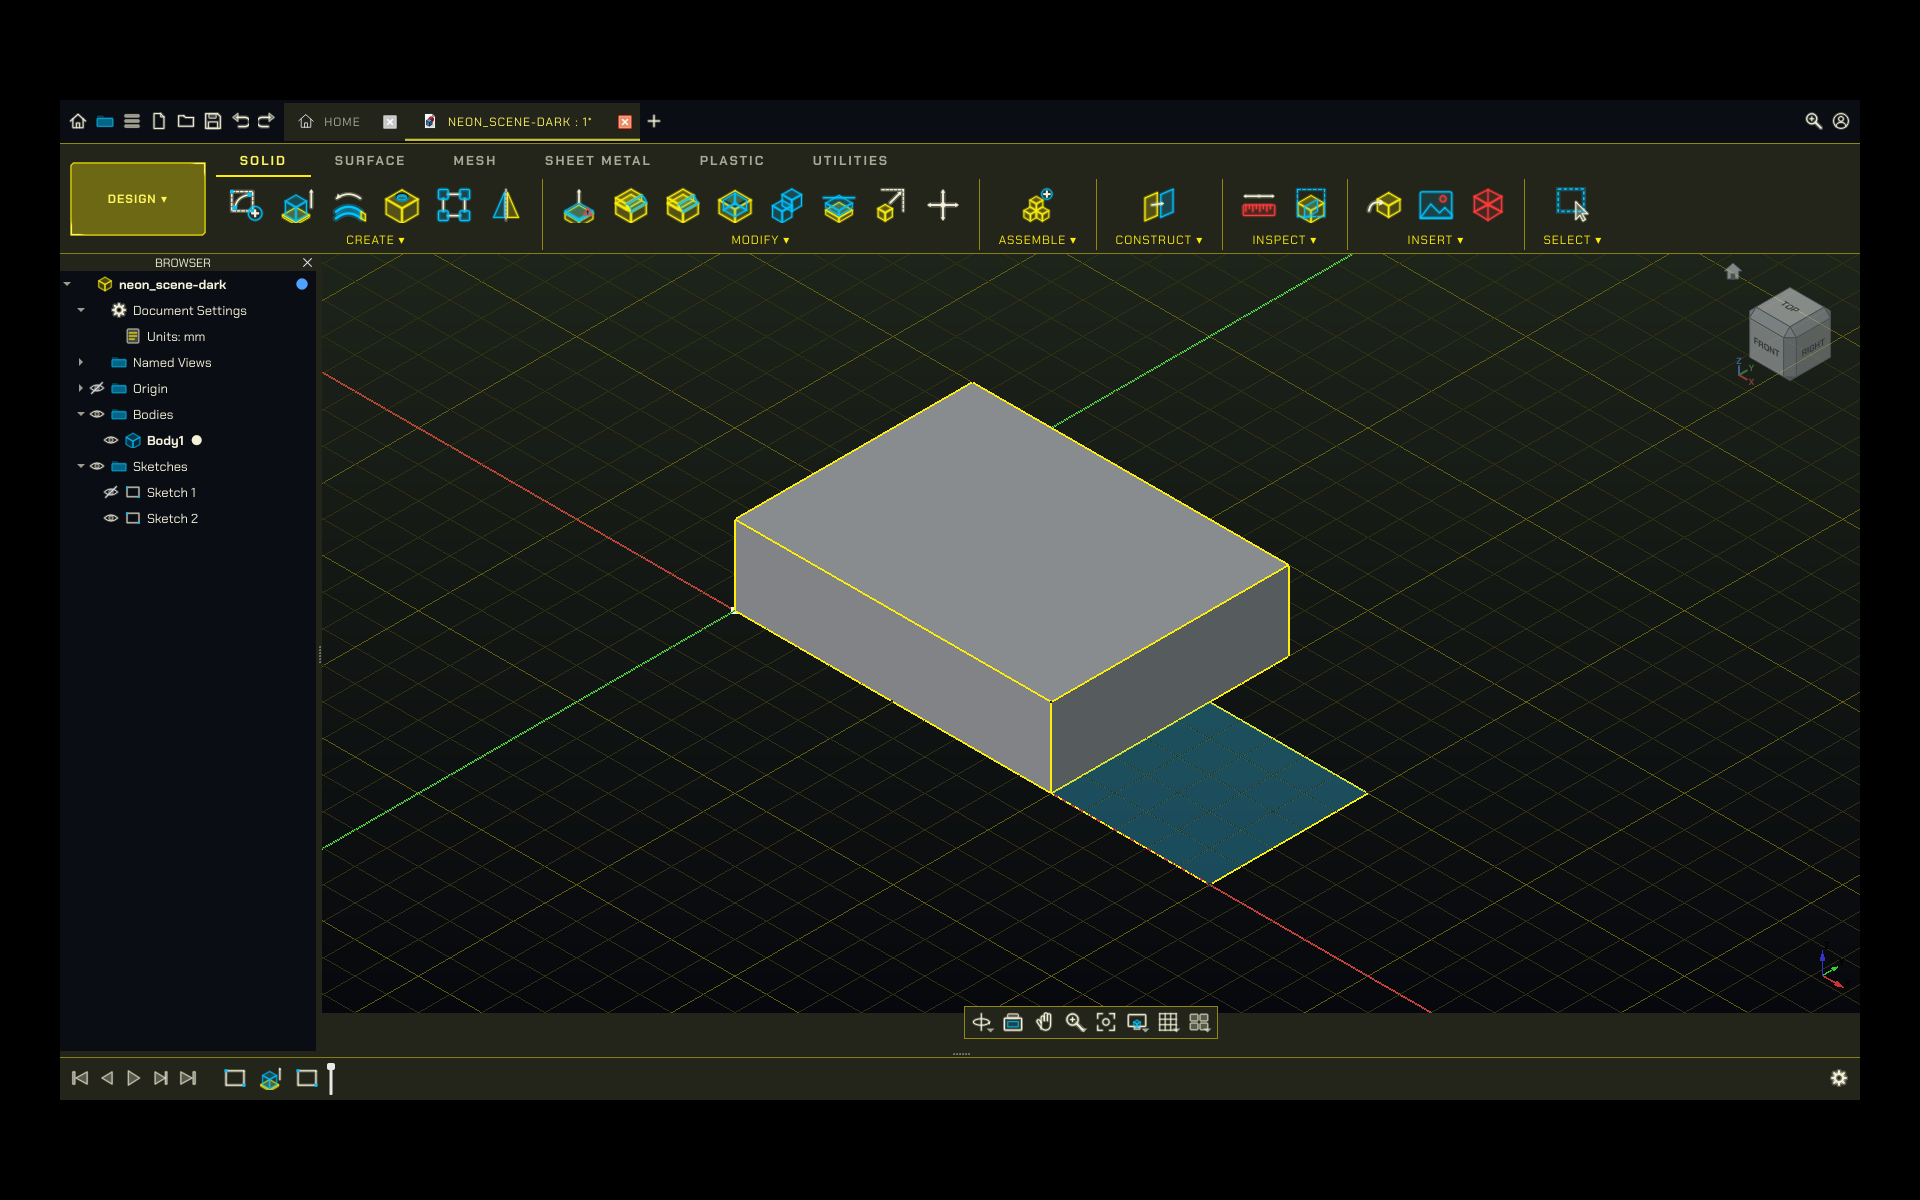 HOME
NEON_SCENE-DARK : 1*
DESIGN ▾
SOLID
SURFACE
MESH
SHEET METAL
PLASTIC
UTILITIES
CREATE ▾
MODIFY ▾
ASSEMBLE ▾
CONSTRUCT ▾
INSPECT ▾
INSERT ▾
SELECT ▾
BROWSER
neon_scene-dark
Document Settings
Units: mm
Named Views
Origin
Bodies
Body1
Sketches
Sketch 1
Sketch 2
TOP
FRONT
RIGHT
Z
Y
X